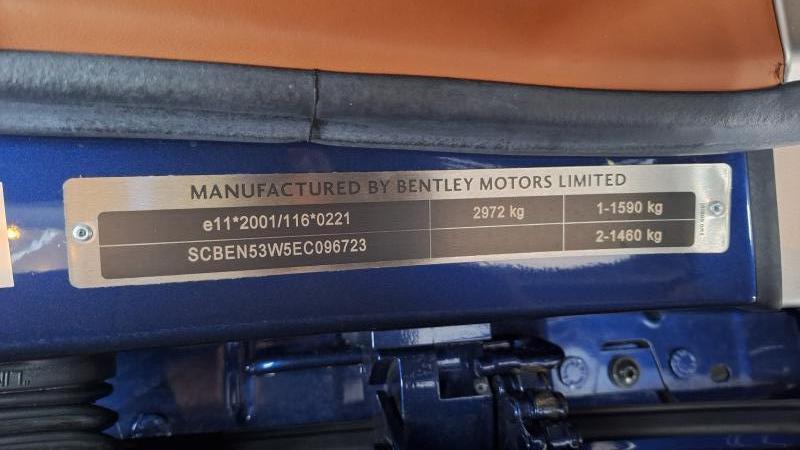 MANUFACTURED BY BENTLEY MOTORS LIMITED
e11*2001/116*0221 2972 kg 1-1590 kg
SCBEN53W5EC096723 2-1460 kg